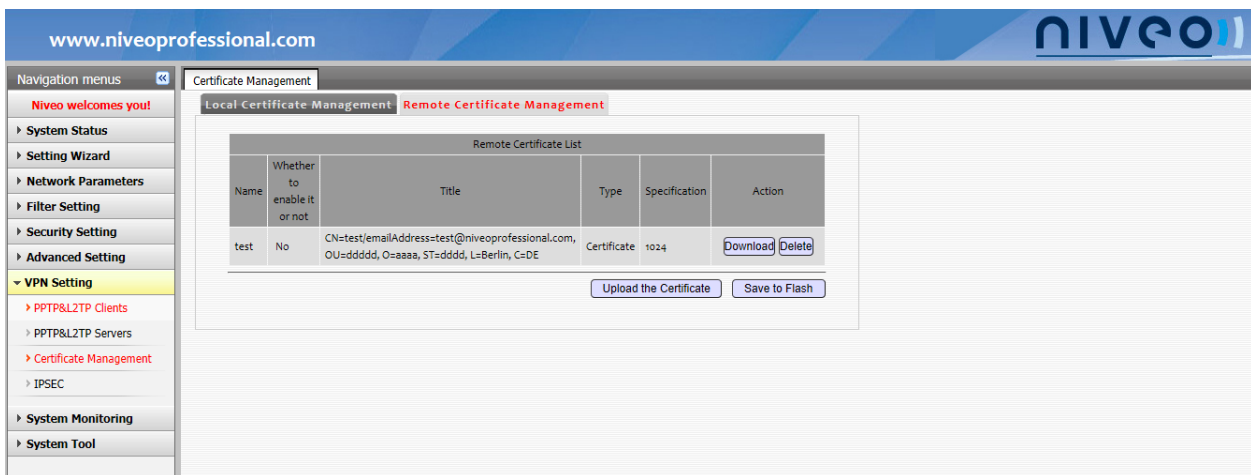 www.niveoprofessional.com
niveo
Navigation menus
Niveo welcomes you!
System Status
Setting Wizard
Network Parameters
Filter Setting
Security Setting
Advanced Setting
VPN Setting
PPTP&L2TP Clients
PPTP&L2TP Servers
Certificate Management
IPSEC
System Monitoring
System Tool
Certificate Management
Local Certificate Management Remote Certificate Management
Remote Certificate List
Name Whether to enable it or not Title Type Specification Action
test No CN=test/emailAddress=test@niveoprofessional.com, OU=ddddd, O=aaaa, ST=dddd, L=Berlin, C=DE Certificate 1024 Download Delete
Upload the Certificate Save to Flash